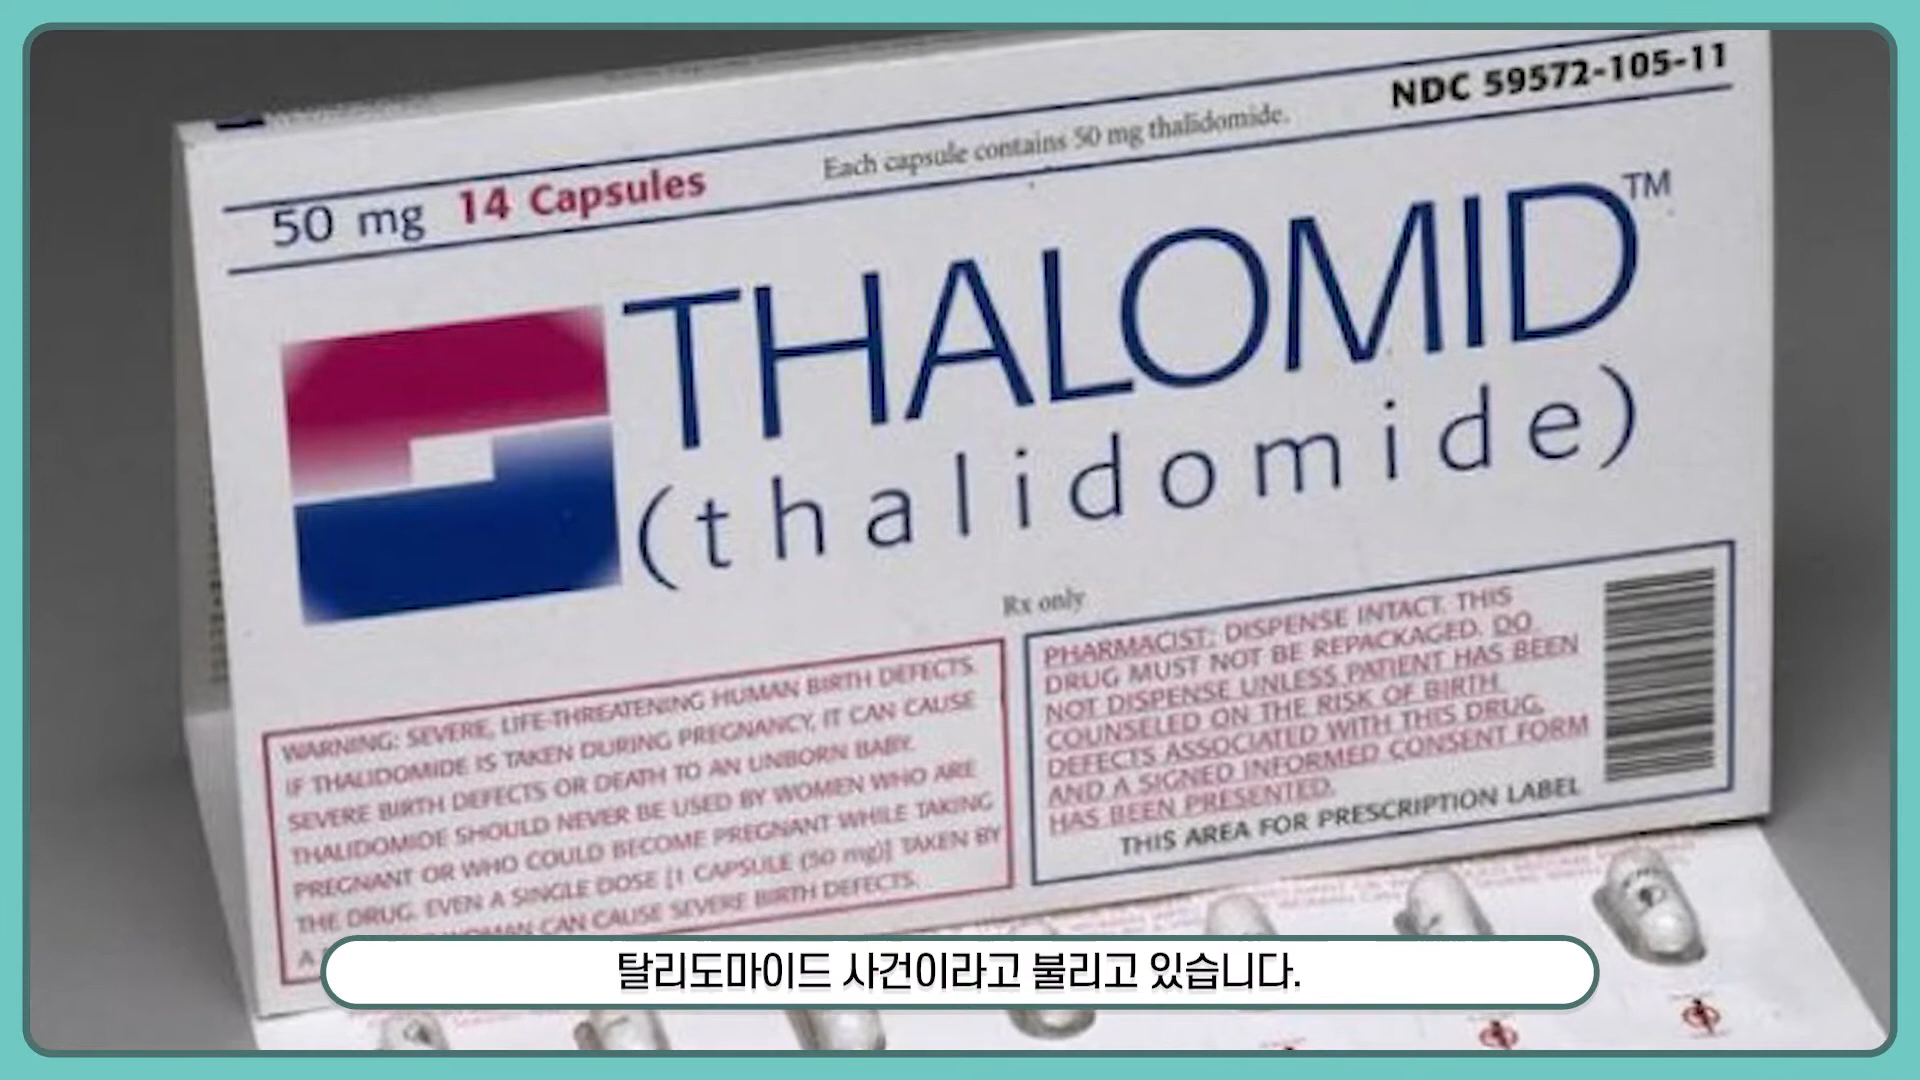 NDC 59572-105-11
50 mg 14 Capsules
Each capsule contains 50 mg thalidomide.
THALOMID™
(thalidomide)
Rx only
WARNING: SEVERE, LIFE-THREATENING HUMAN BIRTH DEFECTS.
IF THALIDOMIDE IS TAKEN DURING PREGNANCY, IT CAN CAUSE
SEVERE BIRTH DEFECTS OR DEATH TO AN UNBORN BABY.
THALIDOMIDE SHOULD NEVER BE USED BY WOMEN WHO ARE
PREGNANT OR WHO COULD BECOME PREGNANT WHILE TAKING
THE DRUG. EVEN A SINGLE DOSE [1 CAPSULE (50 mg)] TAKEN BY
A WOMAN CAN CAUSE SEVERE BIRTH DEFECTS.
PHARMACIST: DISPENSE INTACT. THIS
DRUG MUST NOT BE REPACKAGED. DO
NOT DISPENSE UNLESS PATIENT HAS BEEN
COUNSELED ON THE RISK OF BIRTH
DEFECTS ASSOCIATED WITH THIS DRUG,
AND A SIGNED INFORMED CONSENT FORM
HAS BEEN PRESENTED.
THIS AREA FOR PRESCRIPTION LABEL
탈리도마이드 사건이라고 불리고 있습니다.